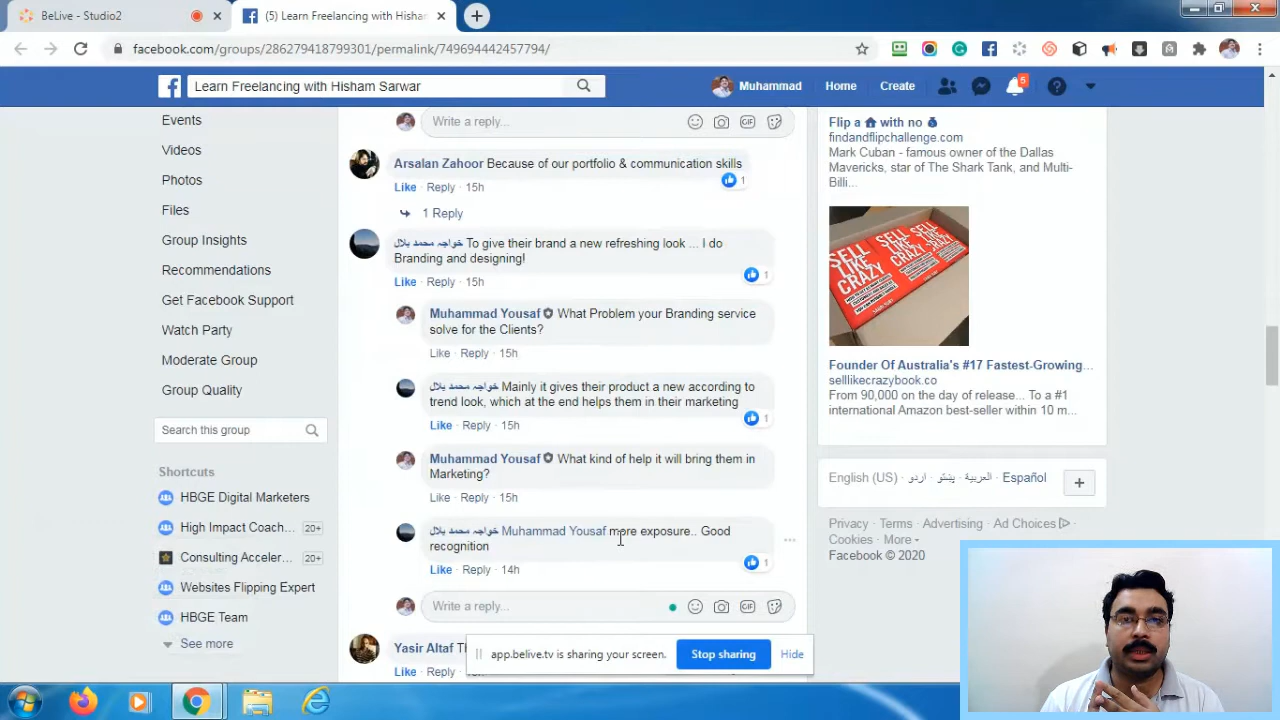 BeLive - Studio2
(5) Learn Freelancing with Hisham
facebook.com/groups/286279418799301/permalink/749694442457794/
Learn Freelancing with Hisham Sarwar
Muhammad
Home
Create
5
Events
Videos
Photos
Files
Group Insights
Recommendations
Get Facebook Support
Watch Party
Moderate Group
Group Quality
Search this group
Shortcuts
HBGE Digital Marketers
High Impact Coach... 20+
Consulting Acceler... 20+
Websites Flipping Expert
HBGE Team
See more
Write a reply...
GIF
Arsalan Zahoor Because of our portfolio & communication skills
1
Like · Reply · 15h
1 Reply
خواجہ محمد بلال To give their brand a new refreshing look ... I do
Branding and designing!
1
Like · Reply · 15h
Muhammad Yousaf What Problem your Branding service
solve for the Clients?
Like · Reply · 15h
خواجہ محمد بلال Mainly it gives their product a new according to
trend look, which at the end helps them in their marketing
1
Like · Reply · 15h
Muhammad Yousaf What kind of help it will bring them in
Marketing?
Like · Reply · 15h
خواجہ محمد بلال Muhammad Yousaf more exposure.. Good
recognition
1
Like · Reply · 14h
Write a reply...
GIF
Yasir Altaf
Like · Reply
app.belive.tv is sharing your screen.
Stop sharing
Hide
Flip a with no
findandflipchallenge.com
Mark Cuban - famous owner of the Dallas
Mavericks, star of The Shark Tank, and Multi-
Billi...
SELL
LIKE
CRAZY
SELL
LIKE
CRAZY
Founder Of Australia's #17 Fastest-Growing...
selllikecrazybook.co
From 90,000 on the day of release... To a #1
international Amazon best-seller within 10 m...
English (US) · اردو · پښتو · العربية · Español
Privacy · Terms · Advertising · Ad Choices ·
Cookies · More
Facebook © 2020